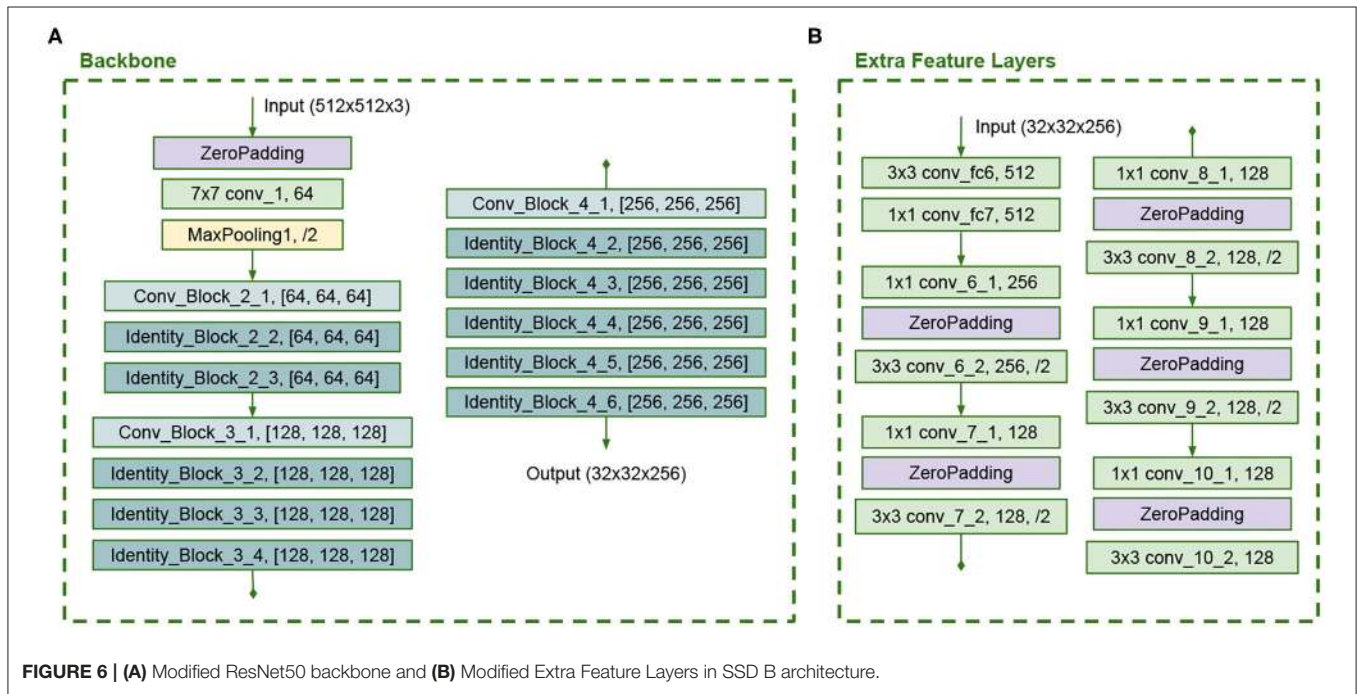 A
Backbone
Input (512x512x3)
ZeroPadding
7x7 conv_1, 64
MaxPooling1, /2
Conv_Block_2_1, [64, 64, 64]
Identity_Block_2_2, [64, 64, 64]
Identity_Block_2_3, [64, 64, 64]
Conv_Block_3_1, [128, 128, 128]
Identity_Block_3_2, [128, 128, 128]
Identity_Block_3_3, [128, 128, 128]
Identity_Block_3_4, [128, 128, 128]
Conv_Block_4_1, [256, 256, 256]
Identity_Block_4_2, [256, 256, 256]
Identity_Block_4_3, [256, 256, 256]
Identity_Block_4_4, [256, 256, 256]
Identity_Block_4_5, [256, 256, 256]
Identity_Block_4_6, [256, 256, 256]
Output (32x32x256)
B
Extra Feature Layers
Input (32x32x256)
3x3 conv_fc6, 512
1x1 conv_fc7, 512
1x1 conv_6_1, 256
ZeroPadding
3x3 conv_6_2, 256, /2
1x1 conv_7_1, 128
ZeroPadding
3x3 conv_7_2, 128, /2
1x1 conv_8_1, 128
ZeroPadding
3x3 conv_8_2, 128, /2
1x1 conv_9_1, 128
ZeroPadding
3x3 conv_9_2, 128, /2
1x1 conv_10_1, 128
ZeroPadding
3x3 conv_10_2, 128
FIGURE 6 | (A) Modified ResNet50 backbone and (B) Modified Extra Feature Layers in SSD B architecture.